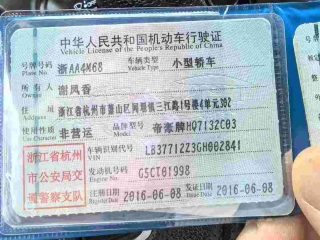 中华人民共和国机动车行驶证
Vehicle License of the People's Republic of China
号牌号码 浙AA4M68 车辆类型 小型轿车
Plate No. Vehicle Type
所有人 谢凤香
Owner
住址 浙江省杭州市萧山区闻堰镇三江路1号楼4单元302
Address
使用性质 非营运 品牌型号 帝豪牌HQ7132C03
Use Character Model
浙江省杭州
市公安局交
通警察支队
车辆识别代号 LB37712Z3GH002841
VIN
发动机号码 G5CT01998
Engine No.
注册日期 2016-06-08 发证日期 2016-06-08
Register Date Issue Date